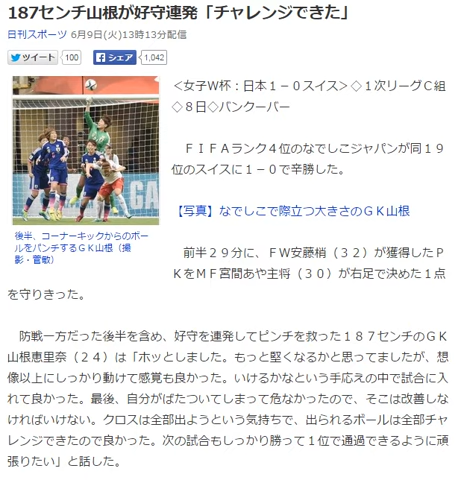 187センチ山根が好守連発「チャレンジできた」
日刊スポーツ 6月9日(火)13時13分配信
ツイート 100 シェア 1,042
＜女子Ｗ杯：日本１－０スイス＞◇１次リーグＣ組
◇８日◇バンクーバー
ＦＩＦＡランク４位のなでしこジャパンが同１９
位のスイスに１－０で辛勝した。
【写真】なでしこで際立つ大きさのＧＫ山根
後半、コーナーキックからのボー
ルをパンチするＧＫ山根（撮
影・菅敏）
前半２９分に、ＦＷ安藤梢（３２）が獲得したＰ
ＫをＭＦ宮間あや主将（３０）が右足で決めた１点
を守りきった。
防戦一方だった後半を含め、好守を連発してピンチを救った１８７センチのＧＫ
山根恵里奈（２４）は「ホッとしました。もっと堅くなるかと思ってましたが、想
像以上にしっかり動けて感覚も良かった。いけるかなという手応えの中で試合に入
れて良かった。最後、自分がばたついてしまって危なかったので、そこは改善しな
ければいけない。クロスは全部出ようという気持ちで、出られるボールは全部チャ
レンジできたので良かった。次の試合もしっかり勝って１位で通過できるように頑
張りたい」と話した。